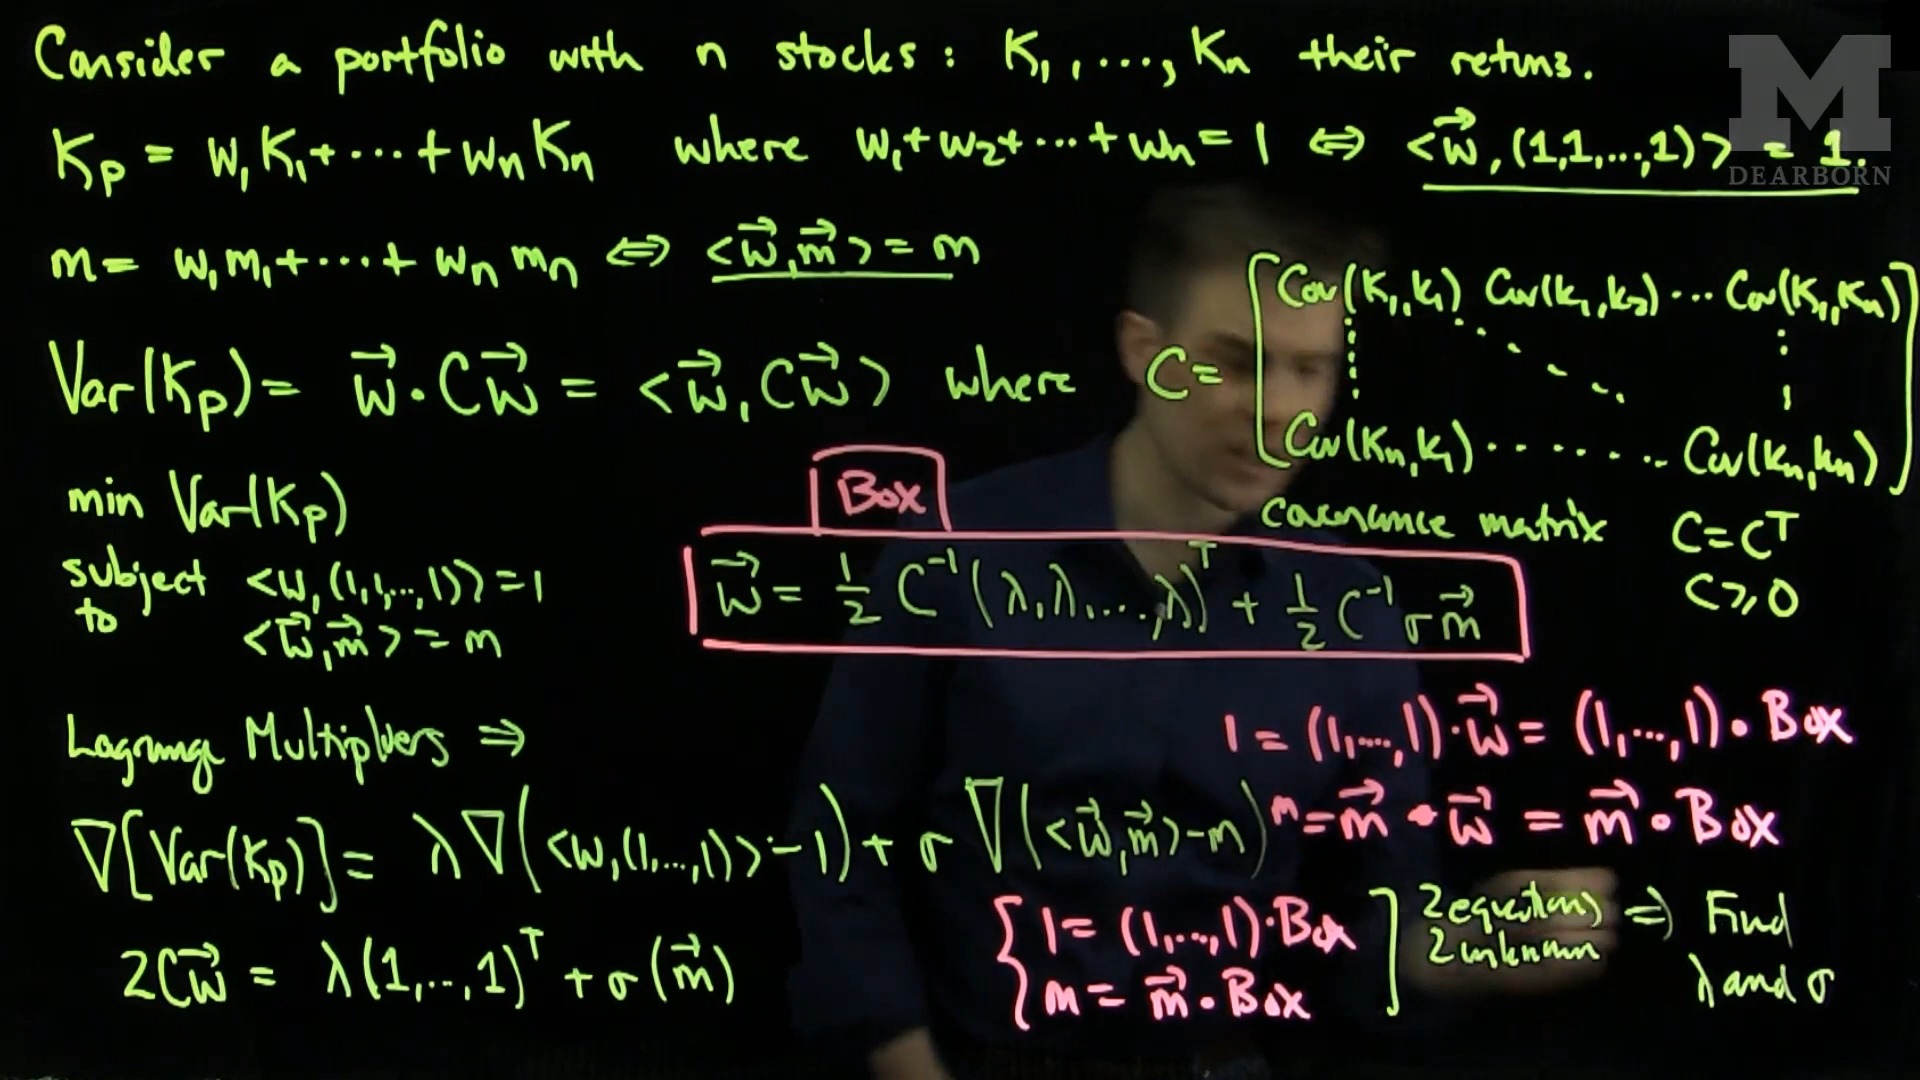 Consider a portfolio with n stocks: K₁, ..., Kₙ their returns.
Kₚ = w₁K₁ + ... + wₙKₙ where w₁+w₂+...+wₙ = 1 ⇔ <w⃗, (1,1,...,1)> = 1.
M
DEARBORN
m = w₁m₁ + ... + wₙmₙ ⇔ <w⃗, m⃗> = m
Var(Kₚ) = w⃗ · Cw⃗ = <w⃗, Cw⃗> where C =
[Cov(K₁,K₁) Cov(K₁,K₂) ... Cov(K₁,Kₙ)
Cov(Kₙ,K₁) ....... Cov(Kₙ,Kₙ)]
covariance matrix C = Cᵀ
C ≥ 0
min Var(Kₚ)
subject to <w, (1,1,...,1)> = 1
<w⃗, m⃗> = m
Box
w⃗ = ½ C⁻¹ (λ, λ, ..., λ)ᵀ + ½ C⁻¹ σm⃗
Lagrange Multipliers ⇒
∇[Var(Kₚ)] = λ∇(<w, (1,...,1)> - 1) + σ∇(<w⃗, m⃗> - m)
2Cw⃗ = λ(1,...,1)ᵀ + σ(m⃗)
1 = (1,...,1) · w⃗ = (1,...,1) · Box
m = m⃗ · w⃗ = m⃗ · Box
{ 1 = (1,...,1) · Box ] 2 equations ⇒ Find
m = m⃗ · Box 2 unknown λ and σ